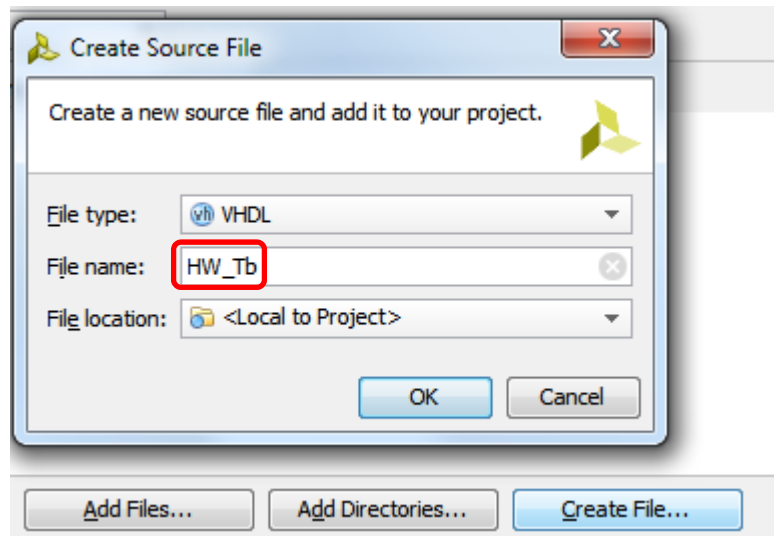 Create Source File
Create a new source file and add it to your project.
File type: vh VHDL
File name: HW_Tb
File location: <Local to Project>
OK Cancel
Add Files... Add Directories... Create File...